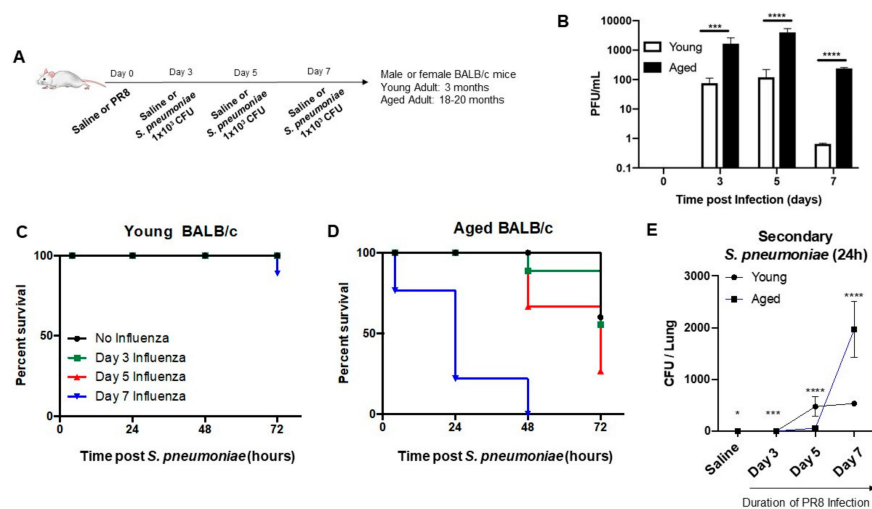 A
Day 0
Day 3
Day 5
Day 7
Saline or PR8
Saline or
S. pneumoniae
1x10³ CFU
Saline or
S. pneumoniae
1x10³ CFU
Saline or
S. pneumoniae
1x10³ CFU
Male or female BALB/c mice
Young Adult: 3 months
Aged Adult: 18-20 months
B
PFU/mL
10000
1000
100
10
1
0.1
Young
Aged
***
****
****
0
3
5
7
Time post Infection (days)
C
Young BALB/c
Percent survival
100
50
0
No Influenza
Day 3 Influenza
Day 5 Influenza
Day 7 Influenza
0
24
48
72
Time post S. pneumoniae (hours)
D
Aged BALB/c
Percent survival
100
50
0
0
24
48
72
Time post S. pneumoniae (hours)
E
Secondary
S. pneumoniae (24h)
Young
Aged
CFU / Lung
3000
2000
1000
0
*
***
****
****
Saline
Day 3
Day 5
Day 7
Duration of PR8 Infection